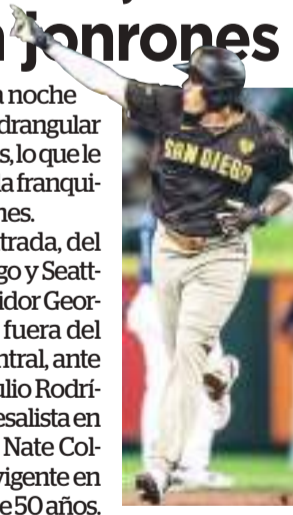 n jonrones
a noche
drangular
s, lo que le
la franqui-
nes.
trada, del
go y Seatt-
idor Geor-
fuera del
ntral, ante
ulio Rodrí-
esalista en
Nate Col-
vigente en
e 50 años.
SAN DIEGO